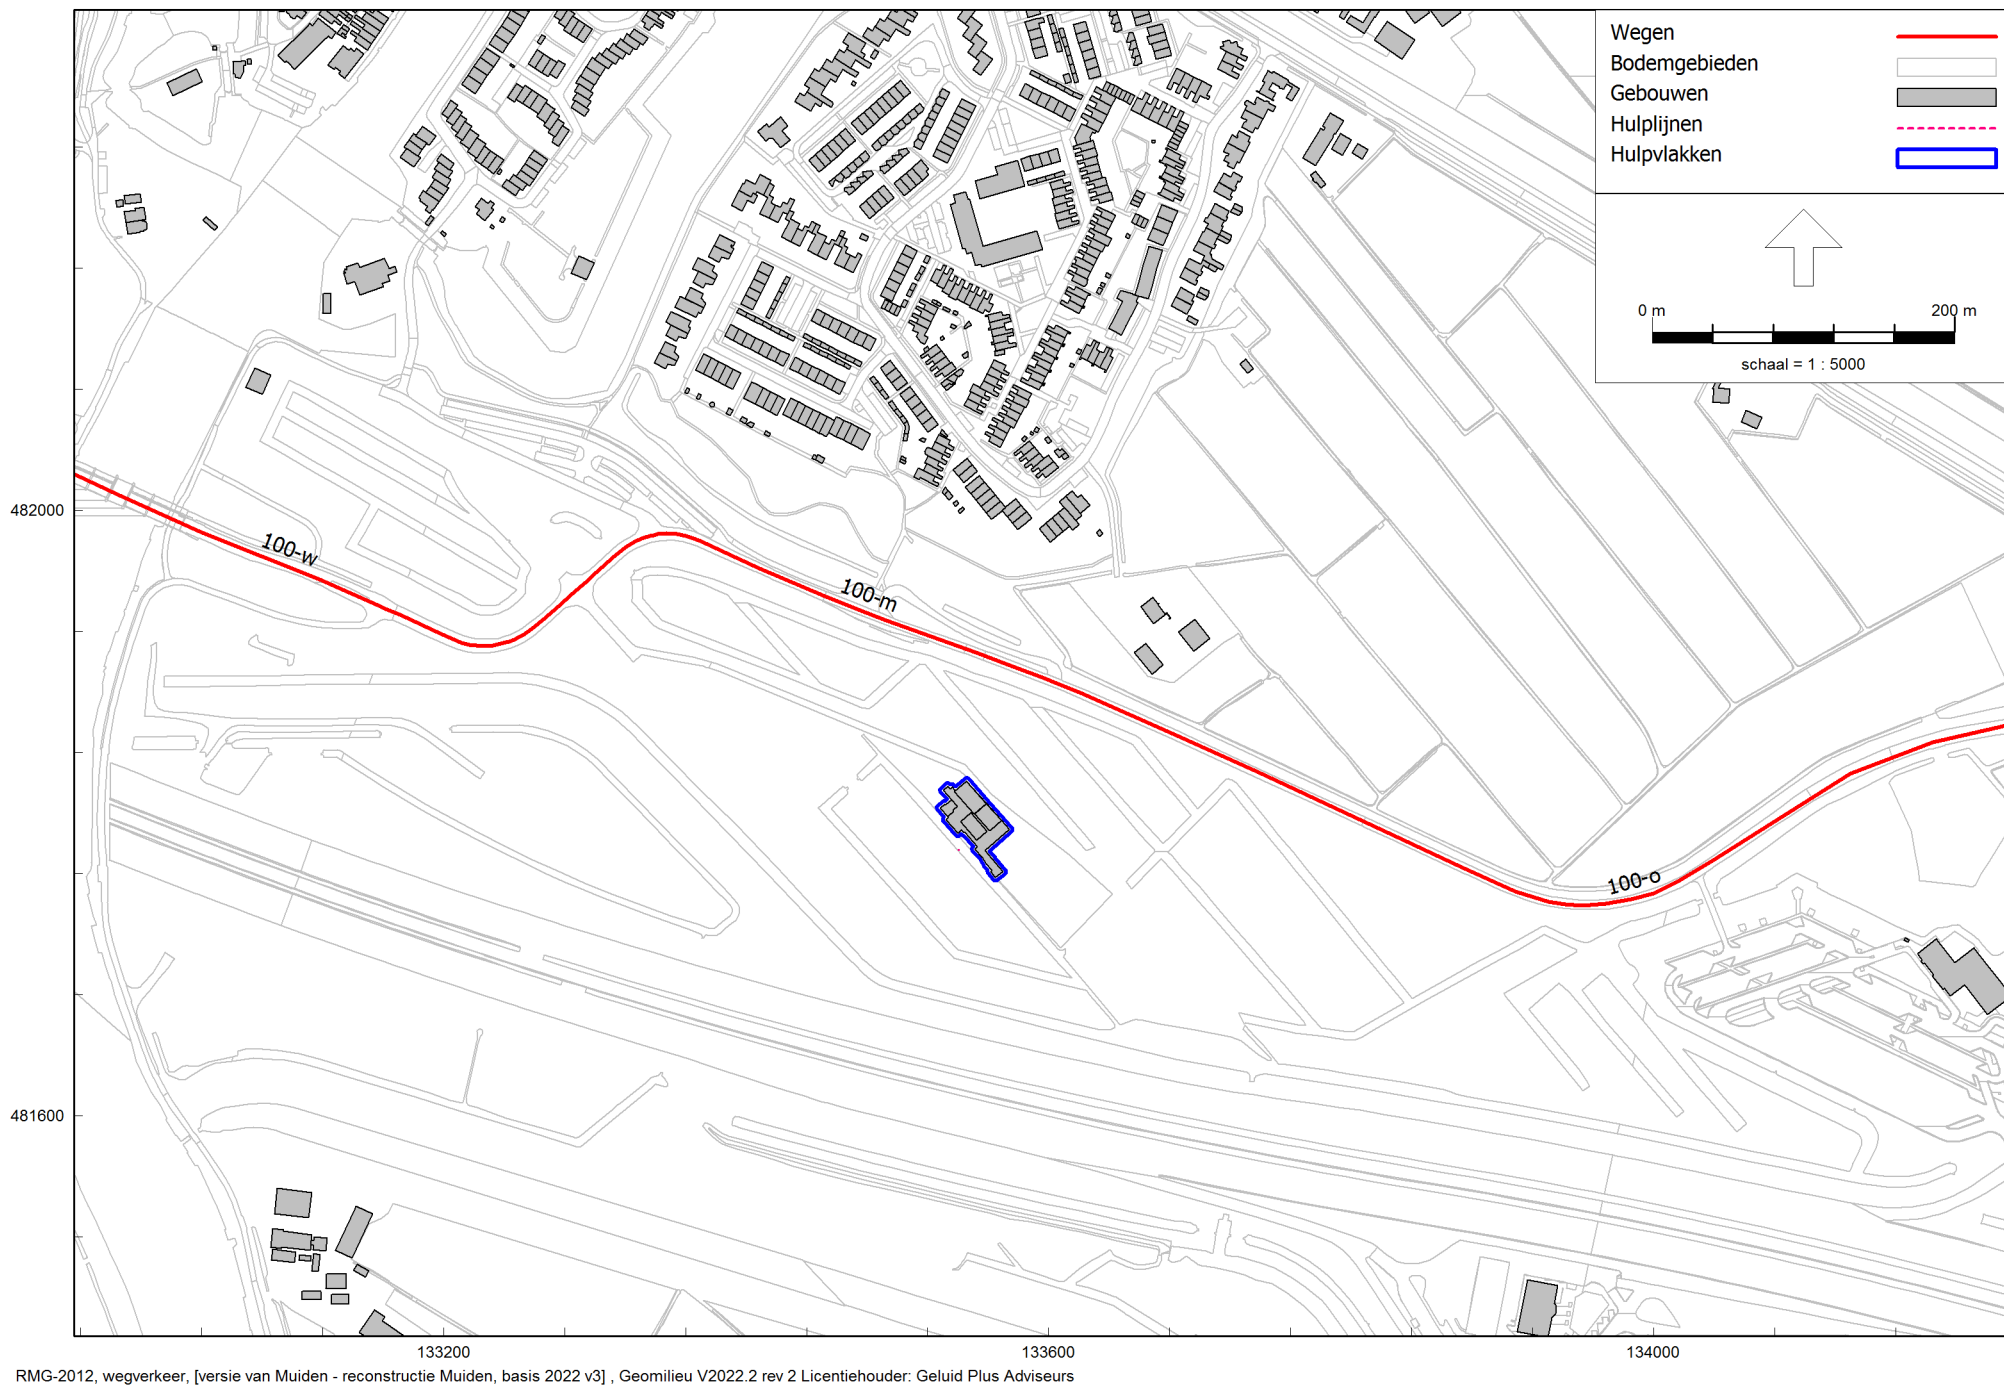 Wegen
Bodemgebieden
Gebouwen
Hulplijnen
Hulpvlakken
0 m 200 m
schaal = 1 : 5000
482000
100-w
100-m
100-o
481600
133200 133600 134000
RMG-2012, wegverkeer, [versie van Muiden - reconstructie Muiden, basis 2022 v3] , Geomilieu V2022.2 rev 2 Licentiehouder: Geluid Plus Adviseurs